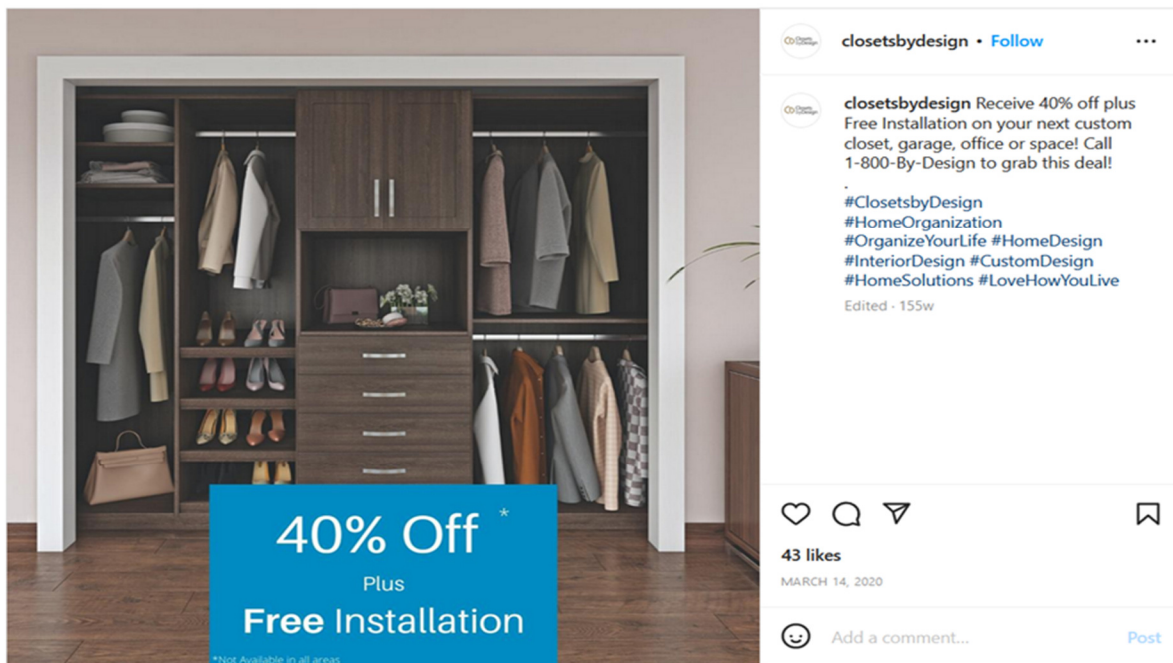 40% Off *
Plus
Free Installation
*Not Available in all areas
closetsbydesign • Follow
closetsbydesign Receive 40% off plus
Free Installation on your next custom
closet, garage, office or space! Call
1-800-By-Design to grab this deal!
.
#ClosetsbyDesign
#HomeOrganization
#OrganizeYourLife #HomeDesign
#InteriorDesign #CustomDesign
#HomeSolutions #LoveHowYouLive
Edited · 155w
43 likes
MARCH 14, 2020
Add a comment...
Post